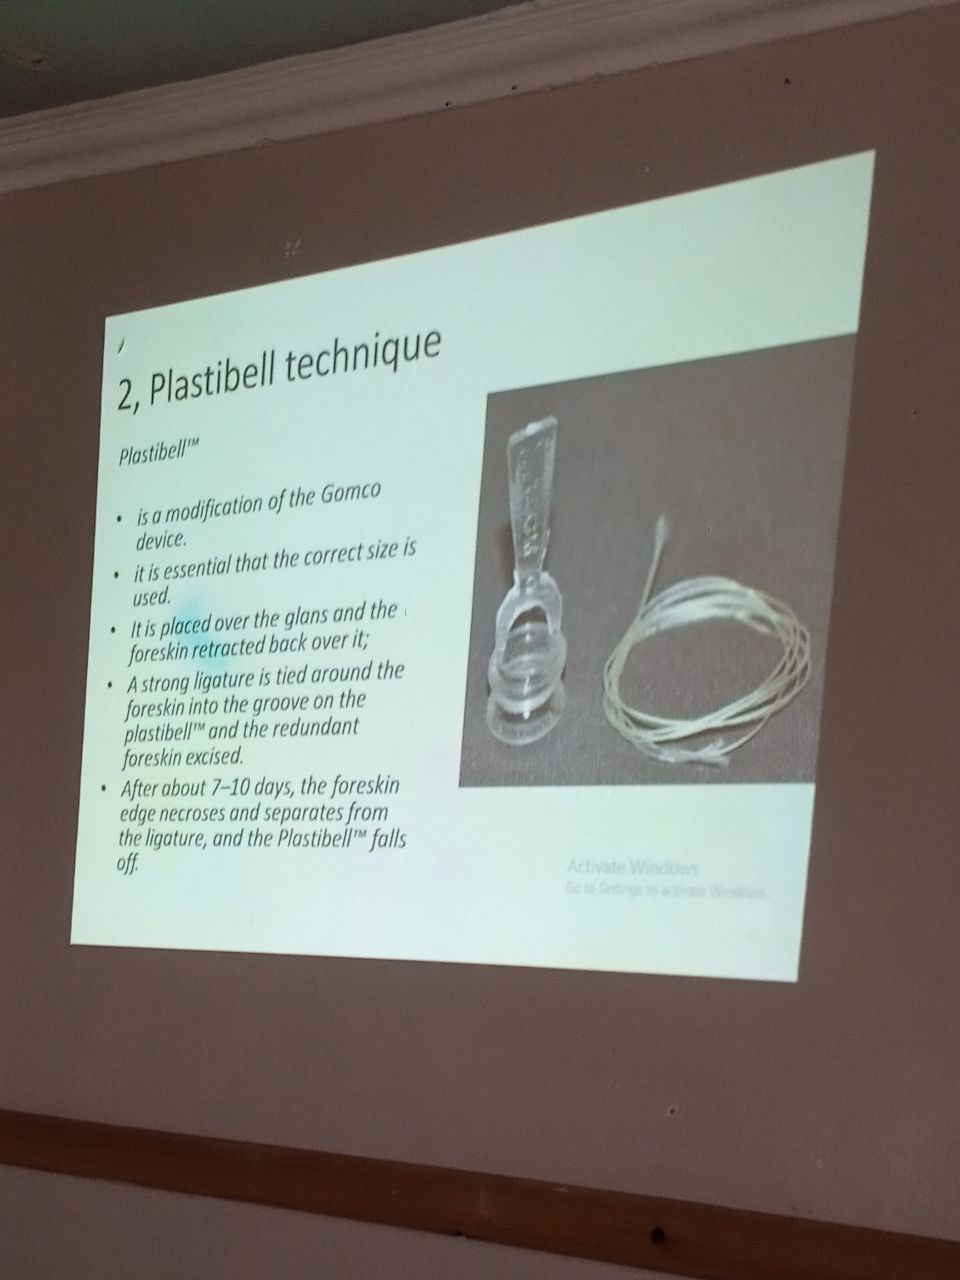 2, Plastibell technique
Plastibell™
• is a modification of the Gomco
device.
• it is essential that the correct size is
used.
• It is placed over the glans and the
foreskin retracted back over it;
• A strong ligature is tied around the
foreskin into the groove on the
plastibell™ and the redundant
foreskin excised.
• After about 7–10 days, the foreskin
edge necroses and separates from
the ligature, and the Plastibell™ falls
off.
Activate Windows
Go to Settings to activate Windows.